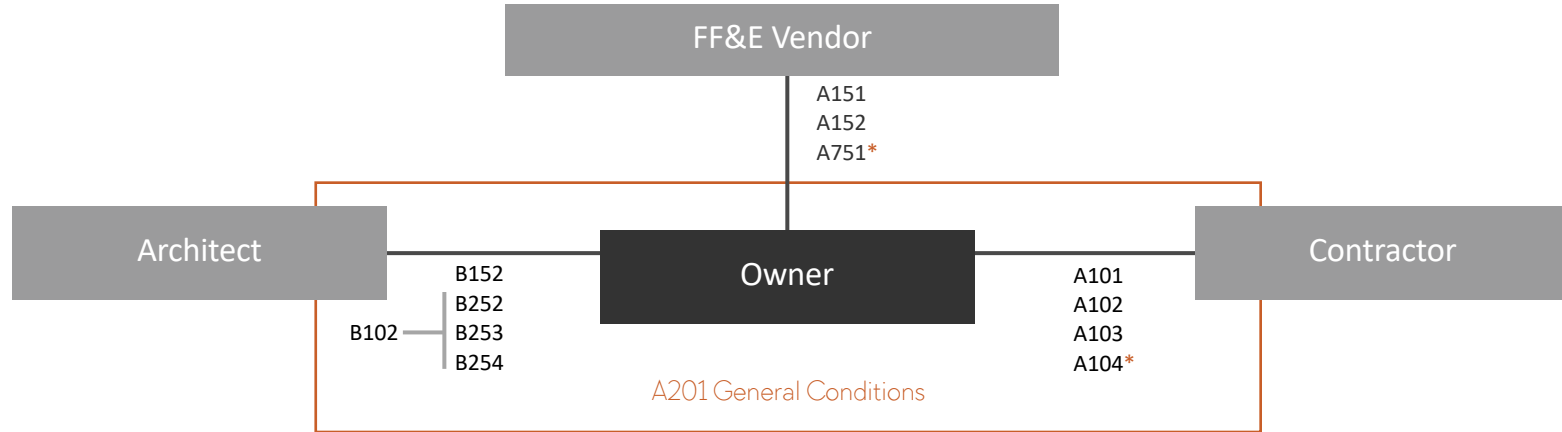 FF&E Vendor
A151
A152
A751*
Architect
Owner
Contractor
B152
B252
B102
B253
B254
A101
A102
A103
A104*
A201 General Conditions